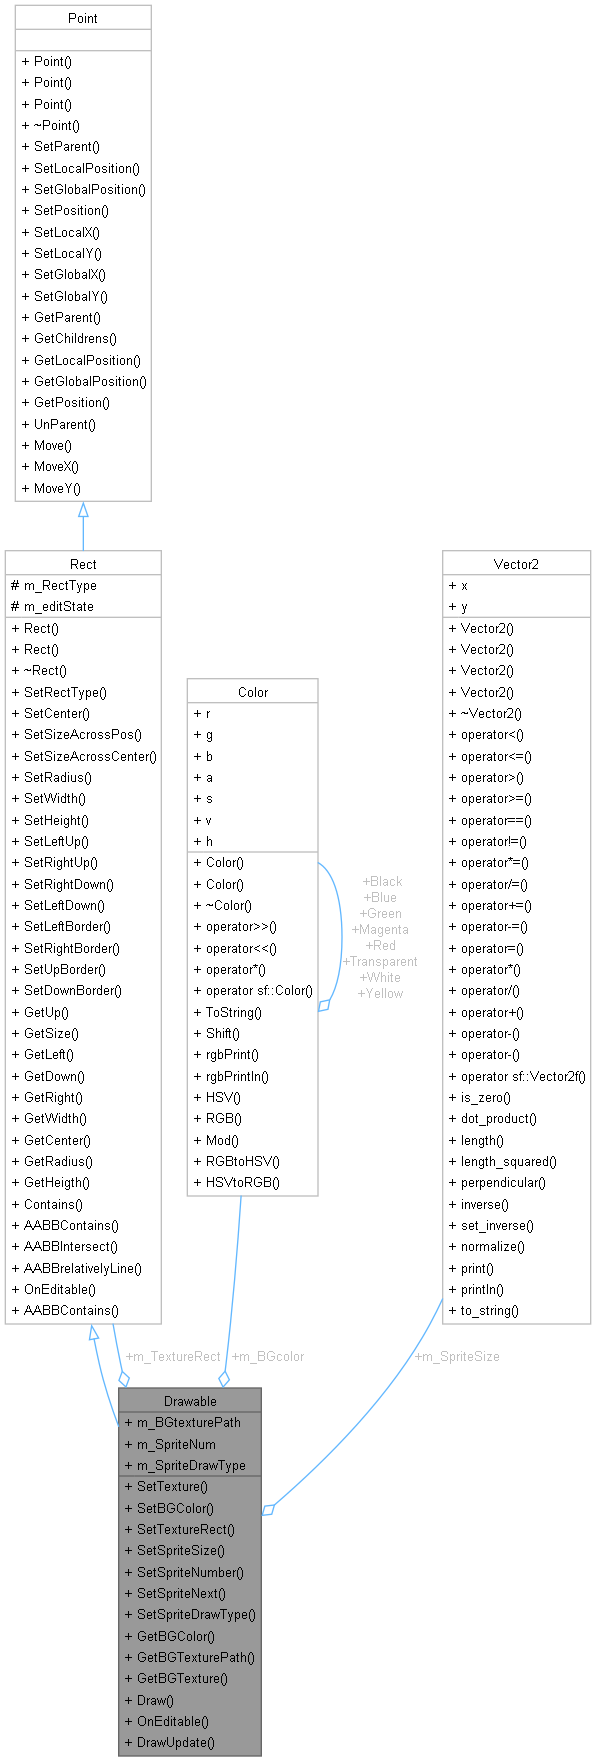 Point
+ Point()
+ Point()
+ Point()
+ ~Point()
+ SetParent()
+ SetLocalPosition()
+ SetGlobalPosition()
+ SetPosition()
+ SetLocalX()
+ SetLocalY()
+ SetGlobalX()
+ SetGlobalY()
+ GetParent()
+ GetChildrens()
+ GetLocalPosition()
+ GetGlobalPosition()
+ GetPosition()
+ UnParent()
+ Move()
+ MoveX()
+ MoveY()
Rect
# m_RectType
# m_editState
+ Rect()
+ Rect()
+ ~Rect()
+ SetRectType()
+ SetCenter()
+ SetSizeAcrossPos()
+ SetSizeAcrossCenter()
+ SetRadius()
+ SetWidth()
+ SetHeight()
+ SetLeftUp()
+ SetRightUp()
+ SetRightDown()
+ SetLeftDown()
+ SetLeftBorder()
+ SetRightBorder()
+ SetUpBorder()
+ SetDownBorder()
+ GetUp()
+ GetSize()
+ GetLeft()
+ GetDown()
+ GetRight()
+ GetWidth()
+ GetCenter()
+ GetRadius()
+ GetHeigth()
+ Contains()
+ AABBContains()
+ AABBIntersect()
+ AABBrelativelyLine()
+ OnEditable()
+ AABBContains()
Color
+ r
+ g
+ b
+ a
+ s
+ v
+ h
+ Color()
+ Color()
+ ~Color()
+ operator>>()
+ operator<<()
+ operator*()
+ operator sf::Color()
+ ToString()
+ Shift()
+ rgbPrint()
+ rgbPrintln()
+ HSV()
+ RGB()
+ Mod()
+ RGBtoHSV()
+ HSVtoRGB()
+Black
+Blue
+Green
+Magenta
+Red
+Transparent
+White
+Yellow
Vector2
+ x
+ y
+ Vector2()
+ Vector2()
+ Vector2()
+ Vector2()
+ ~Vector2()
+ operator<()
+ operator<=()
+ operator>()
+ operator>=()
+ operator==()
+ operator!=()
+ operator*=()
+ operator/=()
+ operator+=()
+ operator-=()
+ operator=()
+ operator*()
+ operator/()
+ operator+()
+ operator-()
+ operator-()
+ operator sf::Vector2f()
+ is_zero()
+ dot_product()
+ length()
+ length_squared()
+ perpendicular()
+ inverse()
+ set_inverse()
+ normalize()
+ print()
+ println()
+ to_string()
+m_TextureRect
+m_BGcolor
+m_SpriteSize
Drawable
+ m_BGtexturePath
+ m_SpriteNum
+ m_SpriteDrawType
+ SetTexture()
+ SetBGColor()
+ SetTextureRect()
+ SetSpriteSize()
+ SetSpriteNumber()
+ SetSpriteNext()
+ SetSpriteDrawType()
+ GetBGColor()
+ GetBGTexturePath()
+ GetBGTexture()
+ Draw()
+ OnEditable()
+ DrawUpdate()